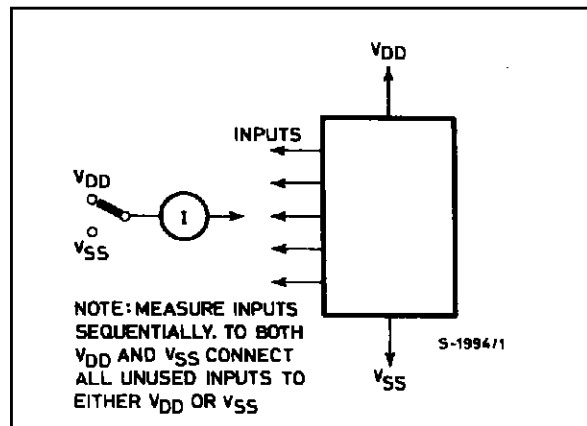 VDD
INPUTS
VDD
I
VSS
NOTE: MEASURE INPUTS
SEQUENTIALLY. TO BOTH
VDD AND VSS CONNECT
ALL UNUSED INPUTS TO
EITHER VDD OR VSS
S-1994/1
VSS